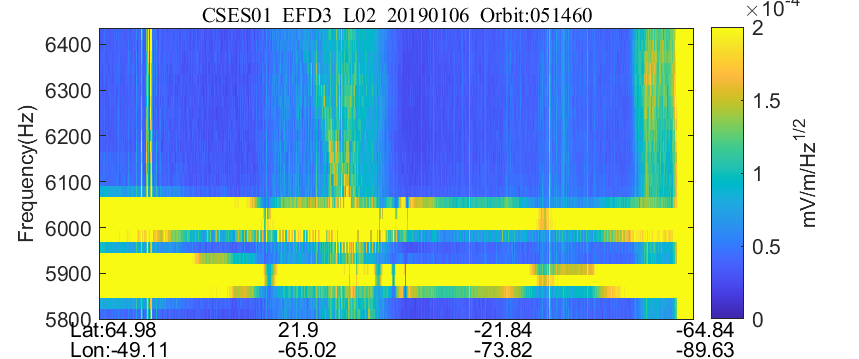 CSES01 EFD3 L02 20190106 Orbit:051460
×10⁻⁴
6400
6300
6200
6100
6000
5900
5800
Frequency(Hz)
2
1.5
1
0.5
0
mV/m/Hz^1/2
Lat:64.98 21.9 -21.84 -64.84
Lon:-49.11 -65.02 -73.82 -89.63